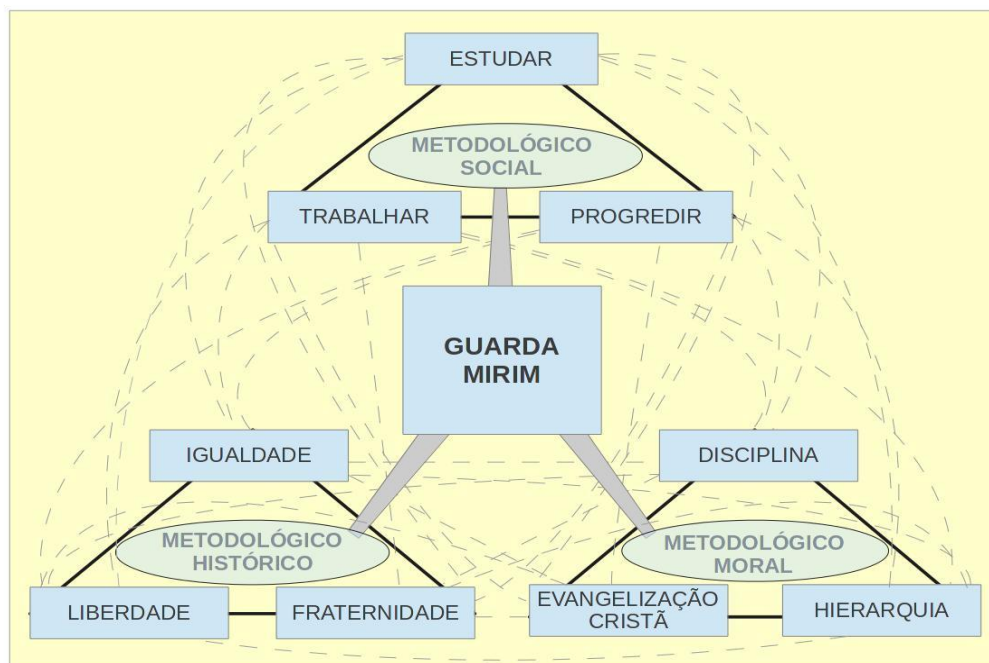 ESTUDAR
METODOLÓGICO
SOCIAL
TRABALHAR
PROGREDIR
GUARDA
MIRIM
IGUALDADE
DISCIPLINA
METODOLÓGICO
HISTÓRICO
METODOLÓGICO
MORAL
LIBERDADE
FRATERNIDADE
EVANGELIZAÇÃO
CRISTÃ
HIERARQUIA